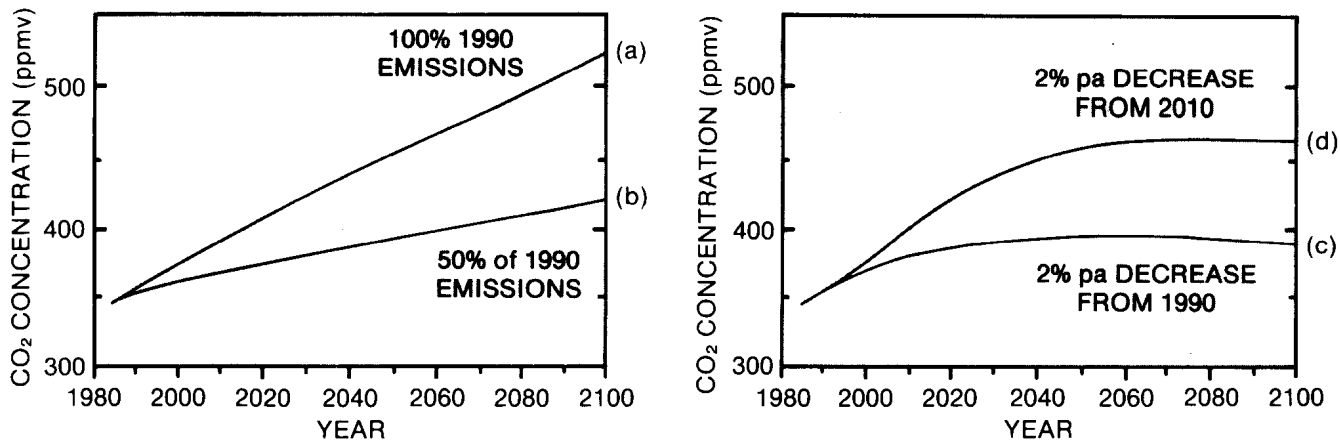 CO₂ CONCENTRATION (ppmv)
500
400
300
100% 1990
EMISSIONS
(a)
50% of 1990
EMISSIONS
(b)
1980 2000 2020 2040 2060 2080 2100
YEAR
CO₂ CONCENTRATION (ppmv)
500
400
300
2% pa DECREASE
FROM 2010
(d)
2% pa DECREASE
FROM 1990
(c)
1980 2000 2020 2040 2060 2080 2100
YEAR